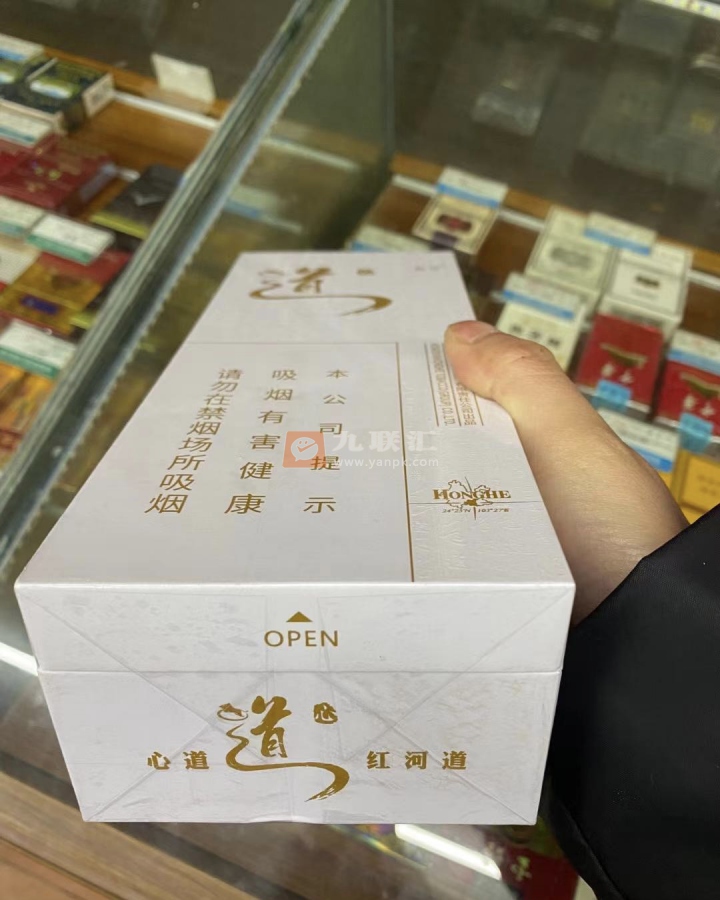 道
本公司提示
吸烟有害健康
请勿在禁烟场所吸烟
九联汇
www.yanpk.com
HONGHE
OPEN
道
心
心道
红河道